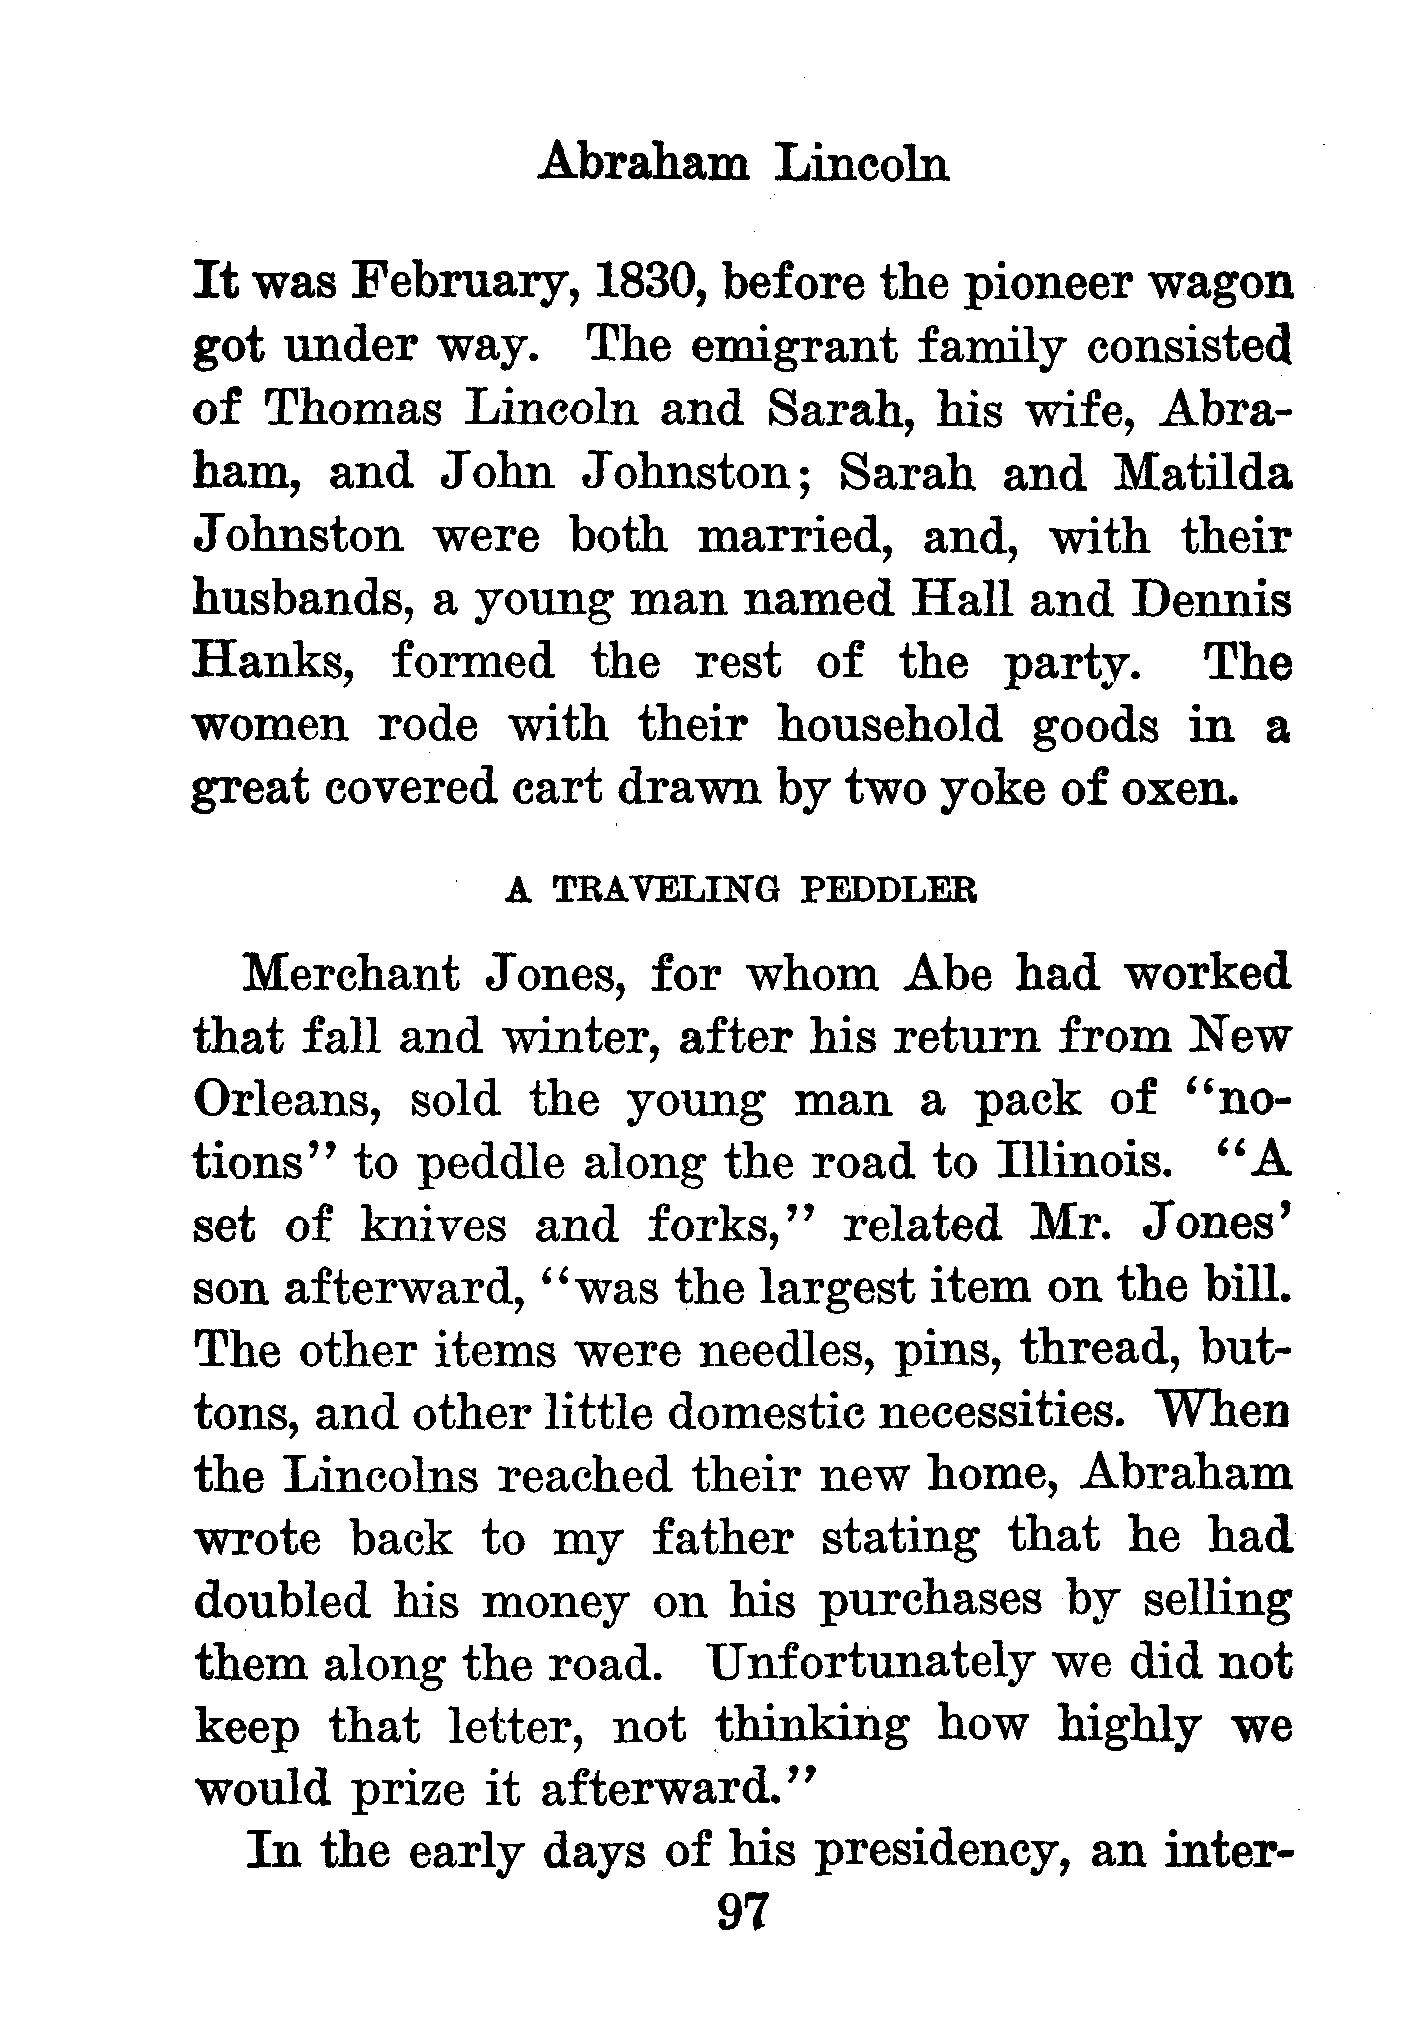 Abraham Lincoln
It was February, 1830, before the pioneer wagon
got under way. The emigrant family consisted
of Thomas Lincoln and Sarah, his wife, Abra-
ham, and John Johnston; Sarah and Matilda
Johnston were both married, and, with their
husbands, a young man named Hall and Dennis
Hanks, formed the rest of the party. The
women rode with their household goods in a
great covered cart drawn by two yoke of oxen.
A TRAVELING PEDDLER
Merchant Jones, for whom Abe had worked
that fall and winter, after his return from New
Orleans, sold the young man a pack of “no-
tions” to peddle along the road to Illinois. “A
set of knives and forks,” related Mr. Jones’
son afterward, “was the largest item on the bill.
The other items were needles, pins, thread, but-
tons, and other little domestic necessities. When
the Lincolns reached their new home, Abraham
wrote back to my father stating that he had
doubled his money on his purchases by selling
them along the road. Unfortunately we did not
keep that letter, not thinking how highly we
would prize it afterward.”
In the early days of his presidency, an inter-
97